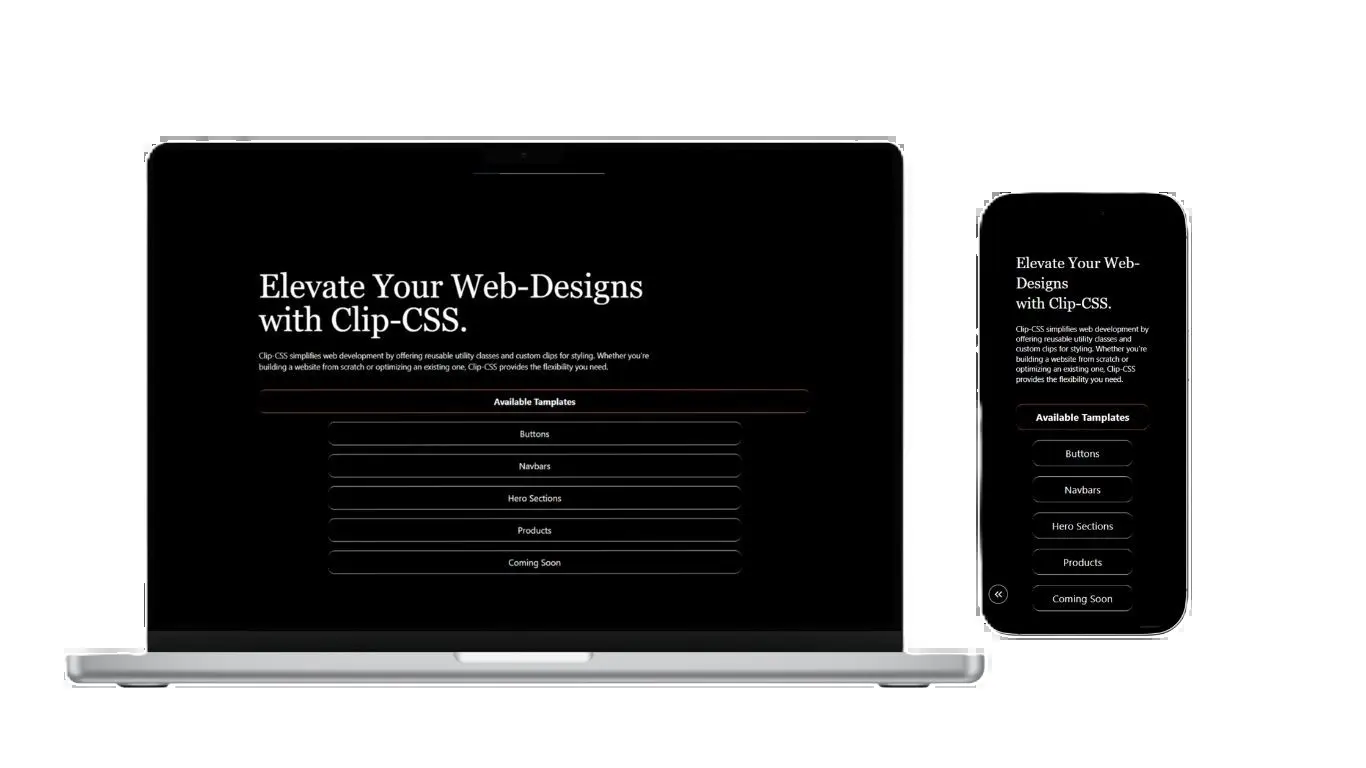 Elevate Your Web-Designs
with Clip-CSS.
Clip-CSS simplifies web development by offering reusable utility classes and custom clips for styling. Whether you're
building a website from scratch or optimizing an existing one, Clip-CSS provides the flexibility you need.
Available Tamplates
Buttons
Navbars
Hero Sections
Products
Coming Soon
Elevate Your Web-
Designs
with Clip-CSS.
Clip-CSS simplifies web development by
offering reusable utility classes and
custom clips for styling. Whether you're
building a website from scratch or
optimizing an existing one, Clip-CSS
provides the flexibility you need.
Available Tamplates
Buttons
Navbars
Hero Sections
Products
Coming Soon